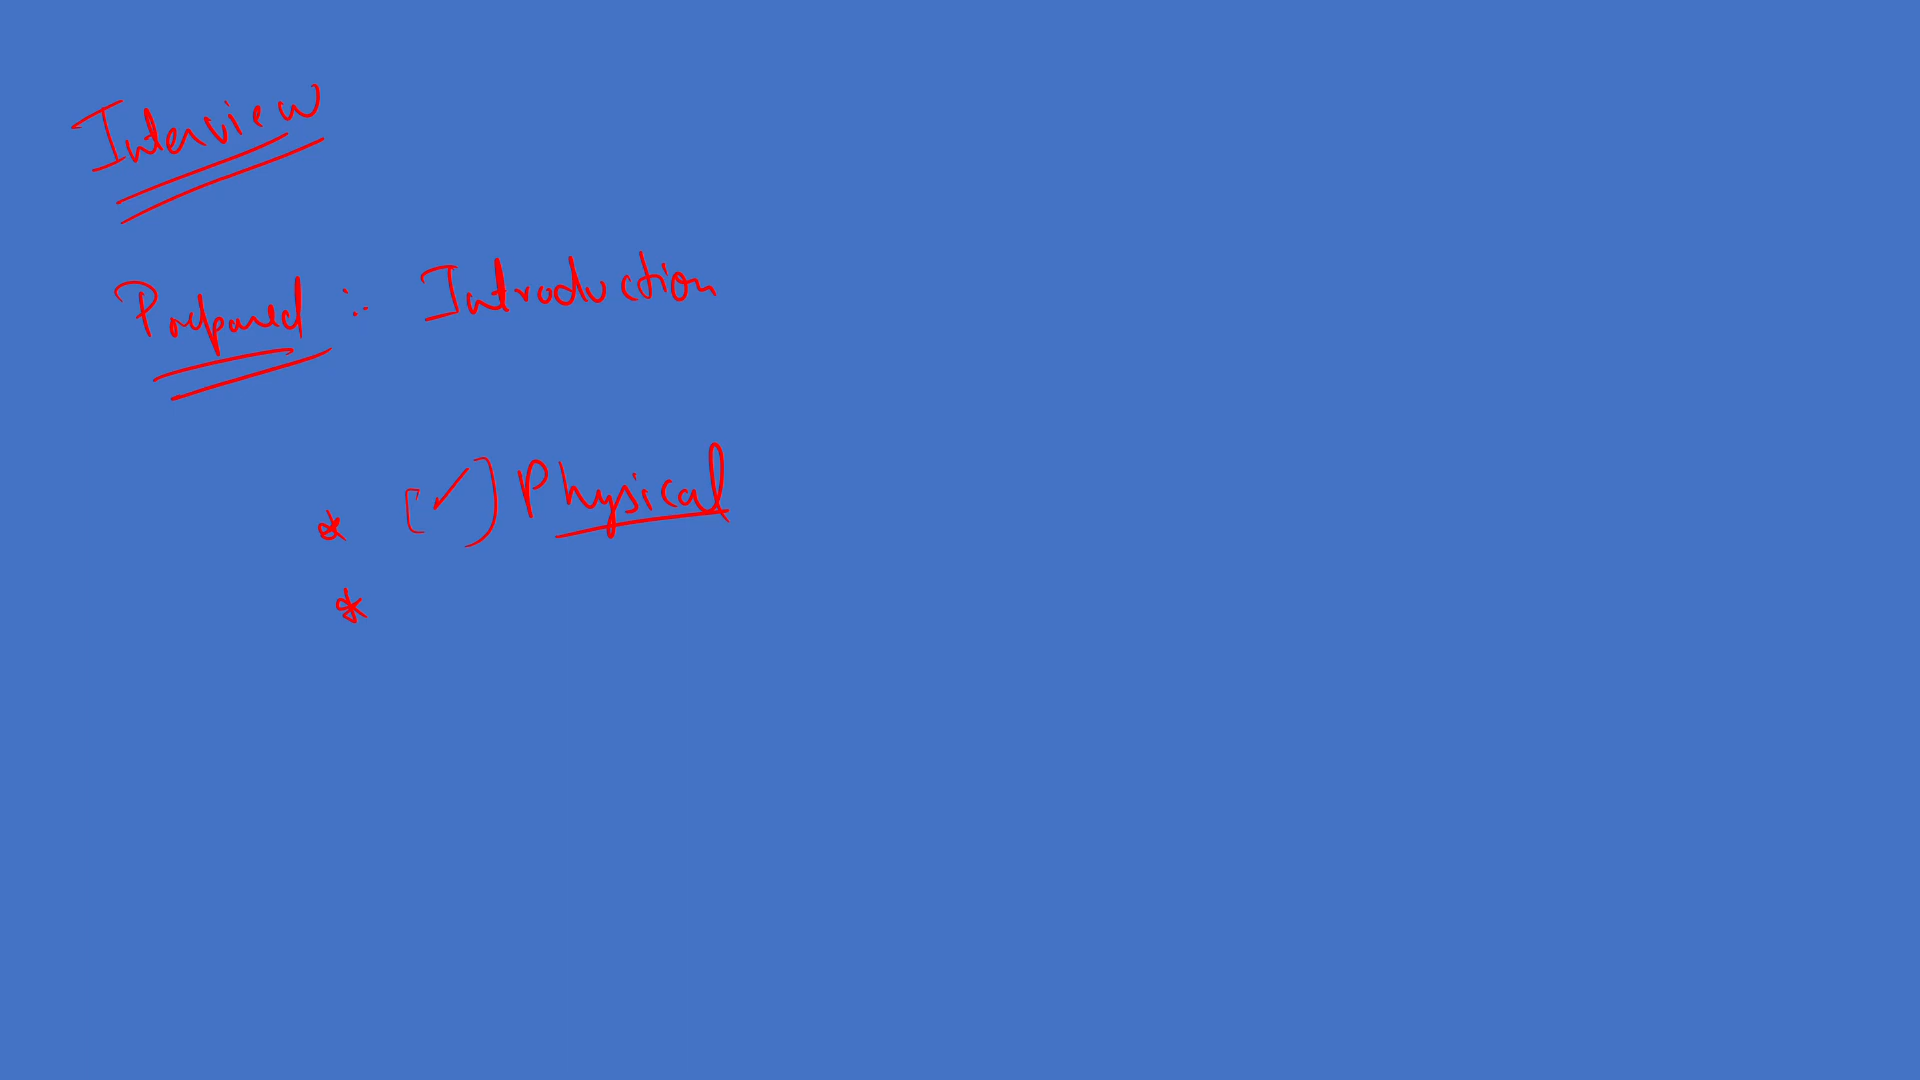 Interview
Prepared :- Introduction
* [✓] Physical
*